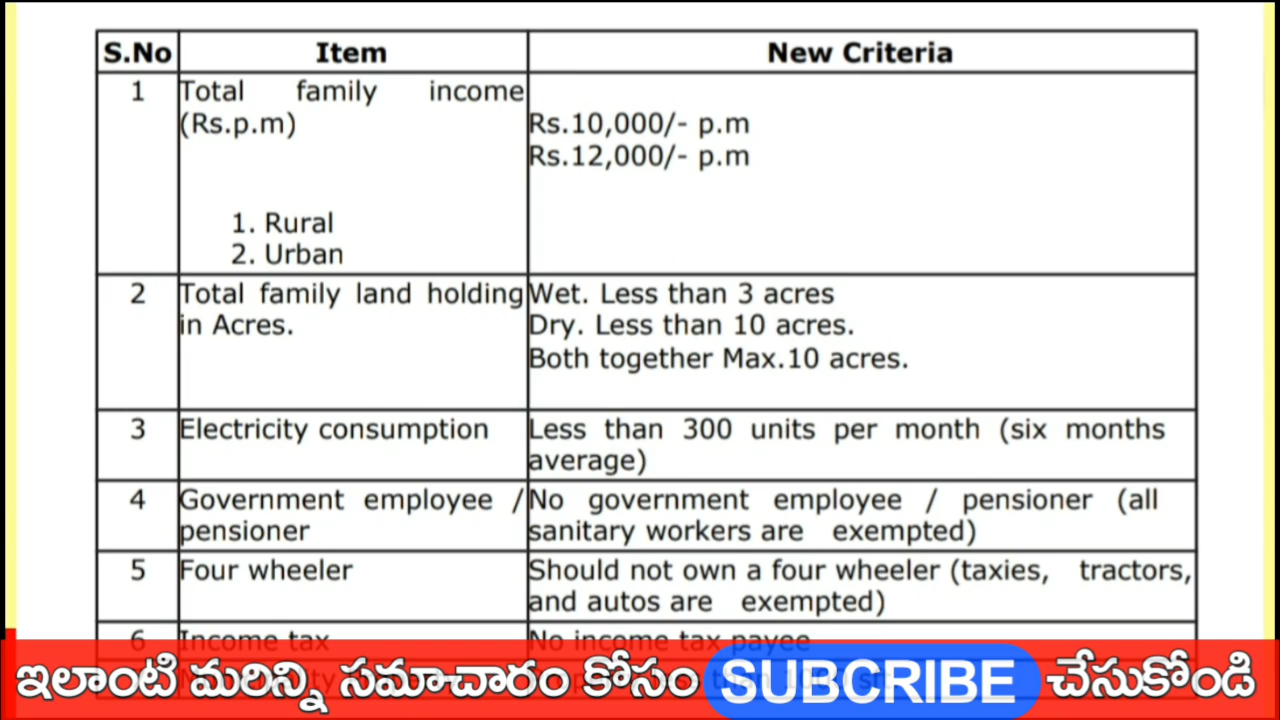 S.No Item New Criteria
1 Total family income
(Rs.p.m)
1. Rural
2. Urban
Rs.10,000/- p.m
Rs.12,000/- p.m
2 Total family land holding
in Acres.
Wet. Less than 3 acres
Dry. Less than 10 acres.
Both together Max.10 acres.
3 Electricity consumption
Less than 300 units per month (six months
average)
4 Government employee /
pensioner
No government employee / pensioner (all
sanitary workers are exempted)
5 Four wheeler
Should not own a four wheeler (taxies, tractors,
and autos are exempted)
6 Income tax No income tax payee
ఇలాంటి మరిన్ని సమాచారం కోసం SUBSCRIBE చేసుకోండి